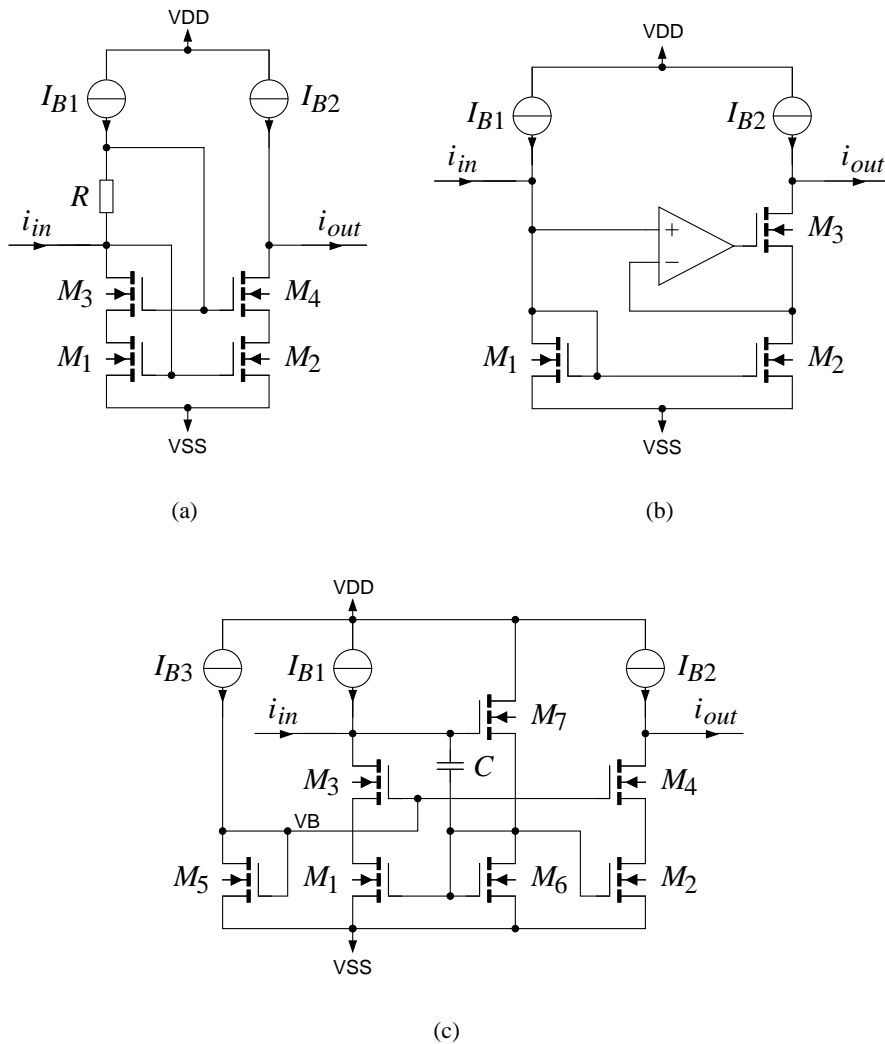 VDD
VDD
I_B1
I_B2
I_B1
I_B2
i_in
i_out
R
i_in
i_out
+
−
M_3
M_3
M_4
M_1
M_2
M_1
M_2
VSS
VSS
(a)
(b)
VDD
I_B3
I_B1
I_B2
i_in
M_7
i_out
C
M_3
M_4
VB
M_5
M_1
M_6
M_2
VSS
(c)